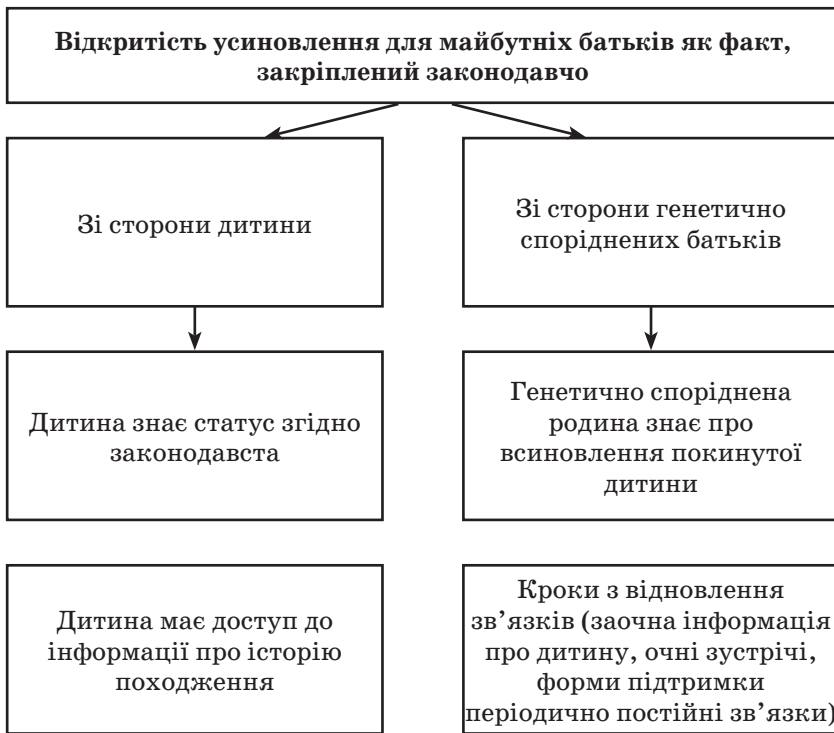 Відкритість усиновлення для майбутніх батьків як факт,
закріплений законодавчо
Зі сторони дитини
Зі сторони генетично
споріднених батьків
Дитина знає статус згідно
законодавста
Генетично споріднена
родина знає про
всиновлення покинутої
дитини
Дитина має доступ до
інформації про історію
походження
Кроки з відновлення
зв’язків (заочна інформація
про дитину, очні зустрічі,
форми підтримки
періодично постійні зв’язки)